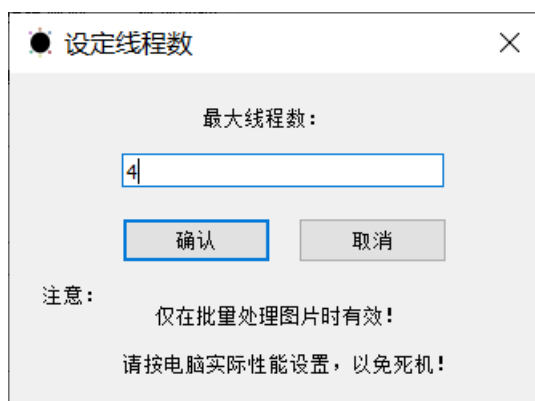 设定线程数
最大线程数：
4
确认
取消
注意：
仅在批量处理图片时有效！
请按电脑实际性能设置，以免死机！